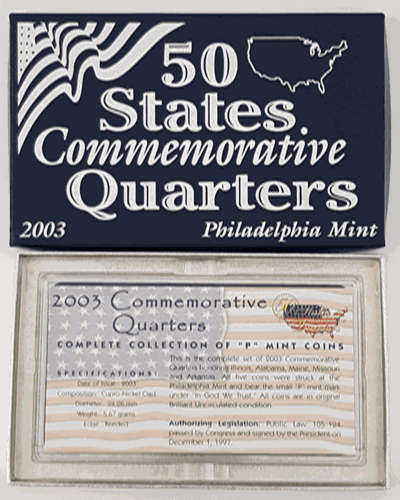 50
States
Commemorative
Quarters
2003
Philadelphia Mint
2003 Commemorative
Quarters
COMPLETE COLLECTION OF "P" MINT COINS
SPECIFICATIONS:
Date of Issue: 2003
Composition: Cupro-Nickel Clad
Diameter: 24.26 mm
Weight: 5.67 grams
Edge: Reeded
This is the complete set of 2003 Commemorative
Quarters honoring Illinois, Alabama, Maine, Missouri
and Arkansas. All five coins were struck at the
Philadelphia Mint and bear the small "P" mint mark
under "In God We Trust." All coins are in original
Brilliant Uncirculated condition.
Authorizing Legislation: Public Law 105-194
passed by Congress and signed by the President on
December 1, 1997.